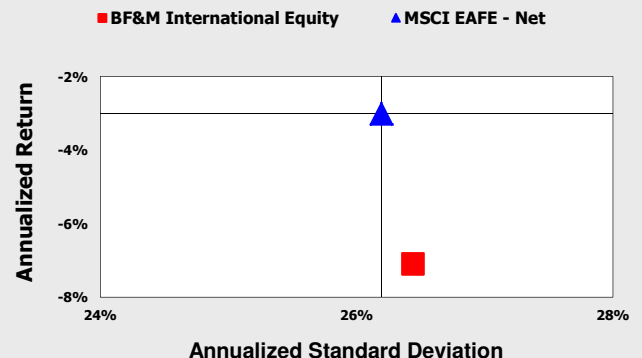 BF&M International Equity
MSCI EAFE - Net
Annualized Return
-2%
-4%
-6%
-8%
24%
26%
28%
Annualized Standard Deviation